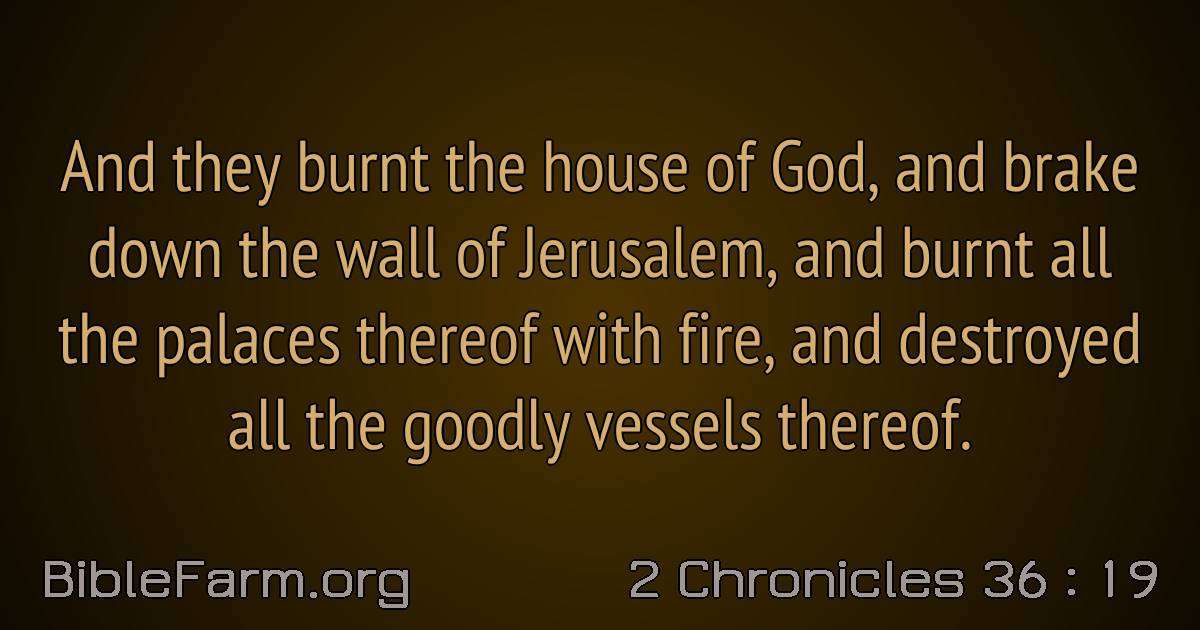 And they burnt the house of God, and brake
down the wall of Jerusalem, and burnt all
the palaces thereof with fire, and destroyed
all the goodly vessels thereof.
BibleFarm.org
2 Chronicles 36 : 19